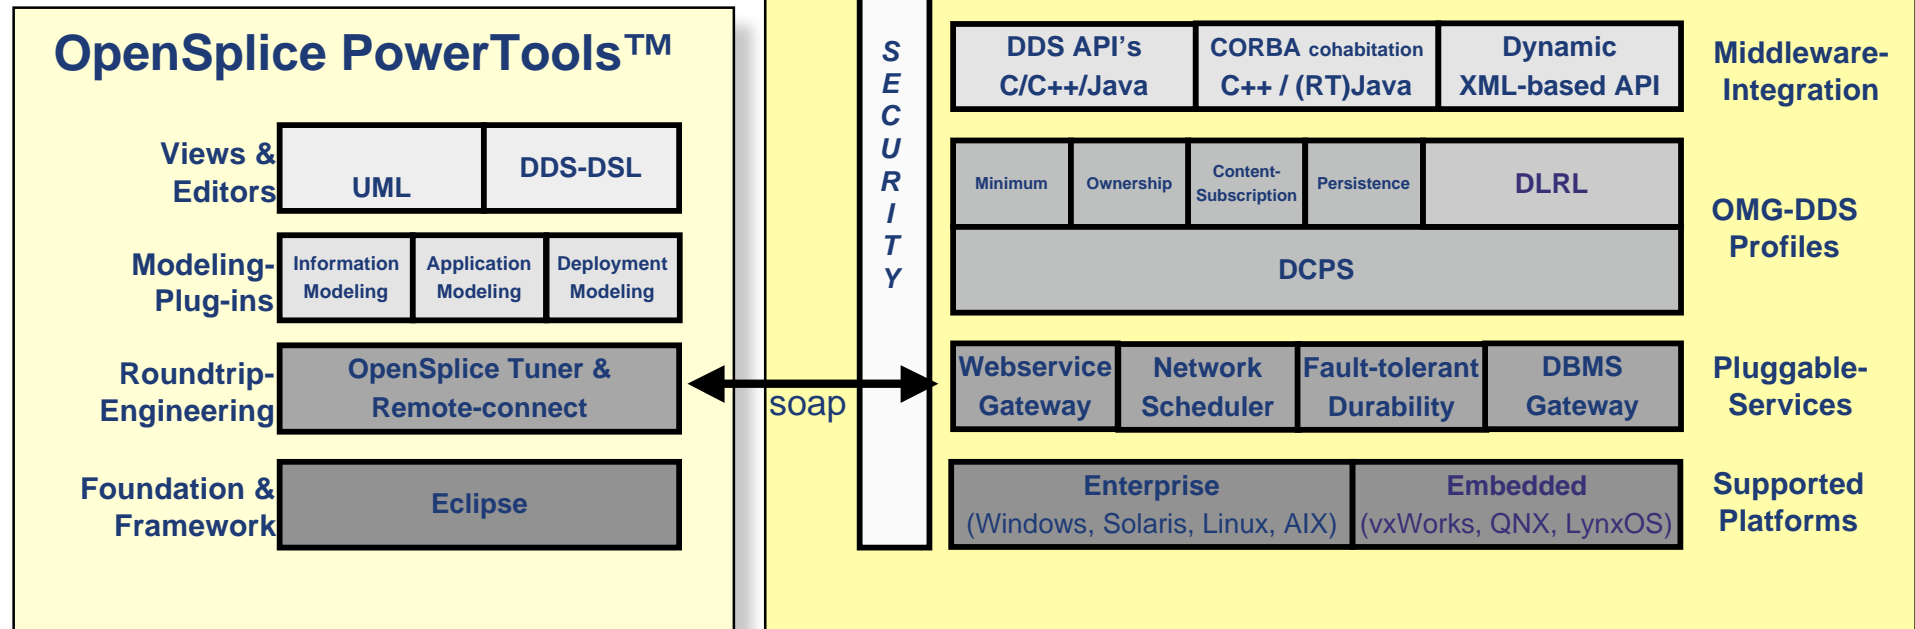 OpenSplice PowerTools™
Views &
Editors
UML
DDS-DSL
Modeling-
Plug-ins
Information
Modeling
Application
Modeling
Deployment
Modeling
Roundtrip-
Engineering
OpenSplice Tuner &
Remote-connect
Foundation &
Framework
Eclipse
soap
S
E
C
U
R
I
T
Y
DDS API's
C/C++/Java
CORBA cohabitation
C++ / (RT)Java
Dynamic
XML-based API
Middleware-
Integration
Minimum
Ownership
Content-
Subscription
Persistence
DLRL
DCPS
OMG-DDS
Profiles
Webservice
Gateway
Network
Scheduler
Fault-tolerant
Durability
DBMS
Gateway
Pluggable-
Services
Enterprise
(Windows, Solaris, Linux, AIX)
Embedded
(vxWorks, QNX, LynxOS)
Supported
Platforms